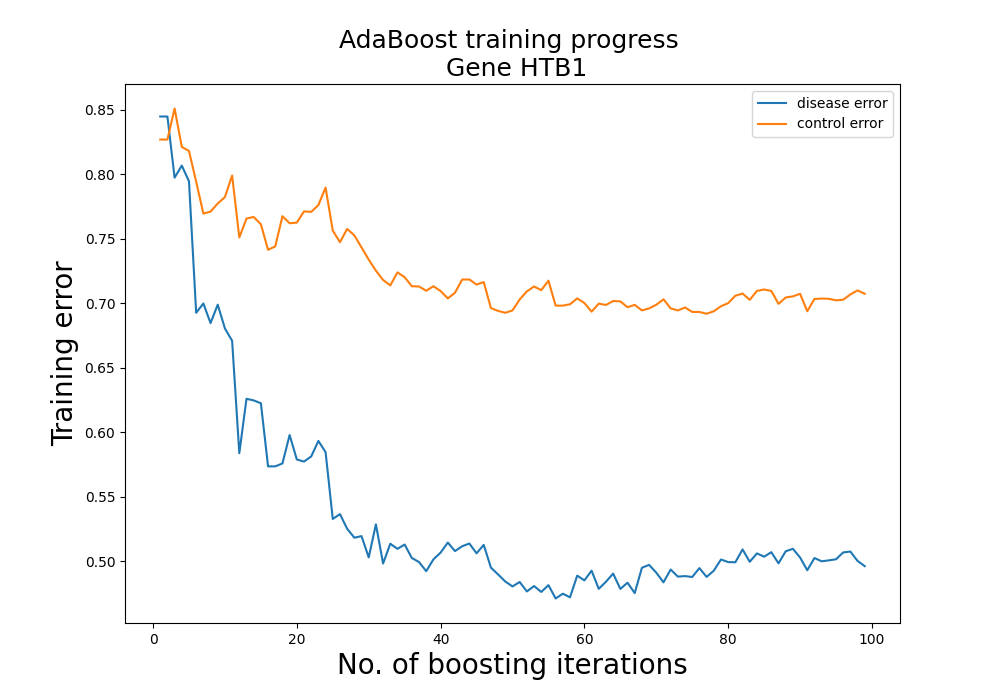 AdaBoost training progress
Gene HTB1
disease error
control error
Training error
0.85
0.80
0.75
0.70
0.65
0.60
0.55
0.50
0 20 40 60 80 100
No. of boosting iterations